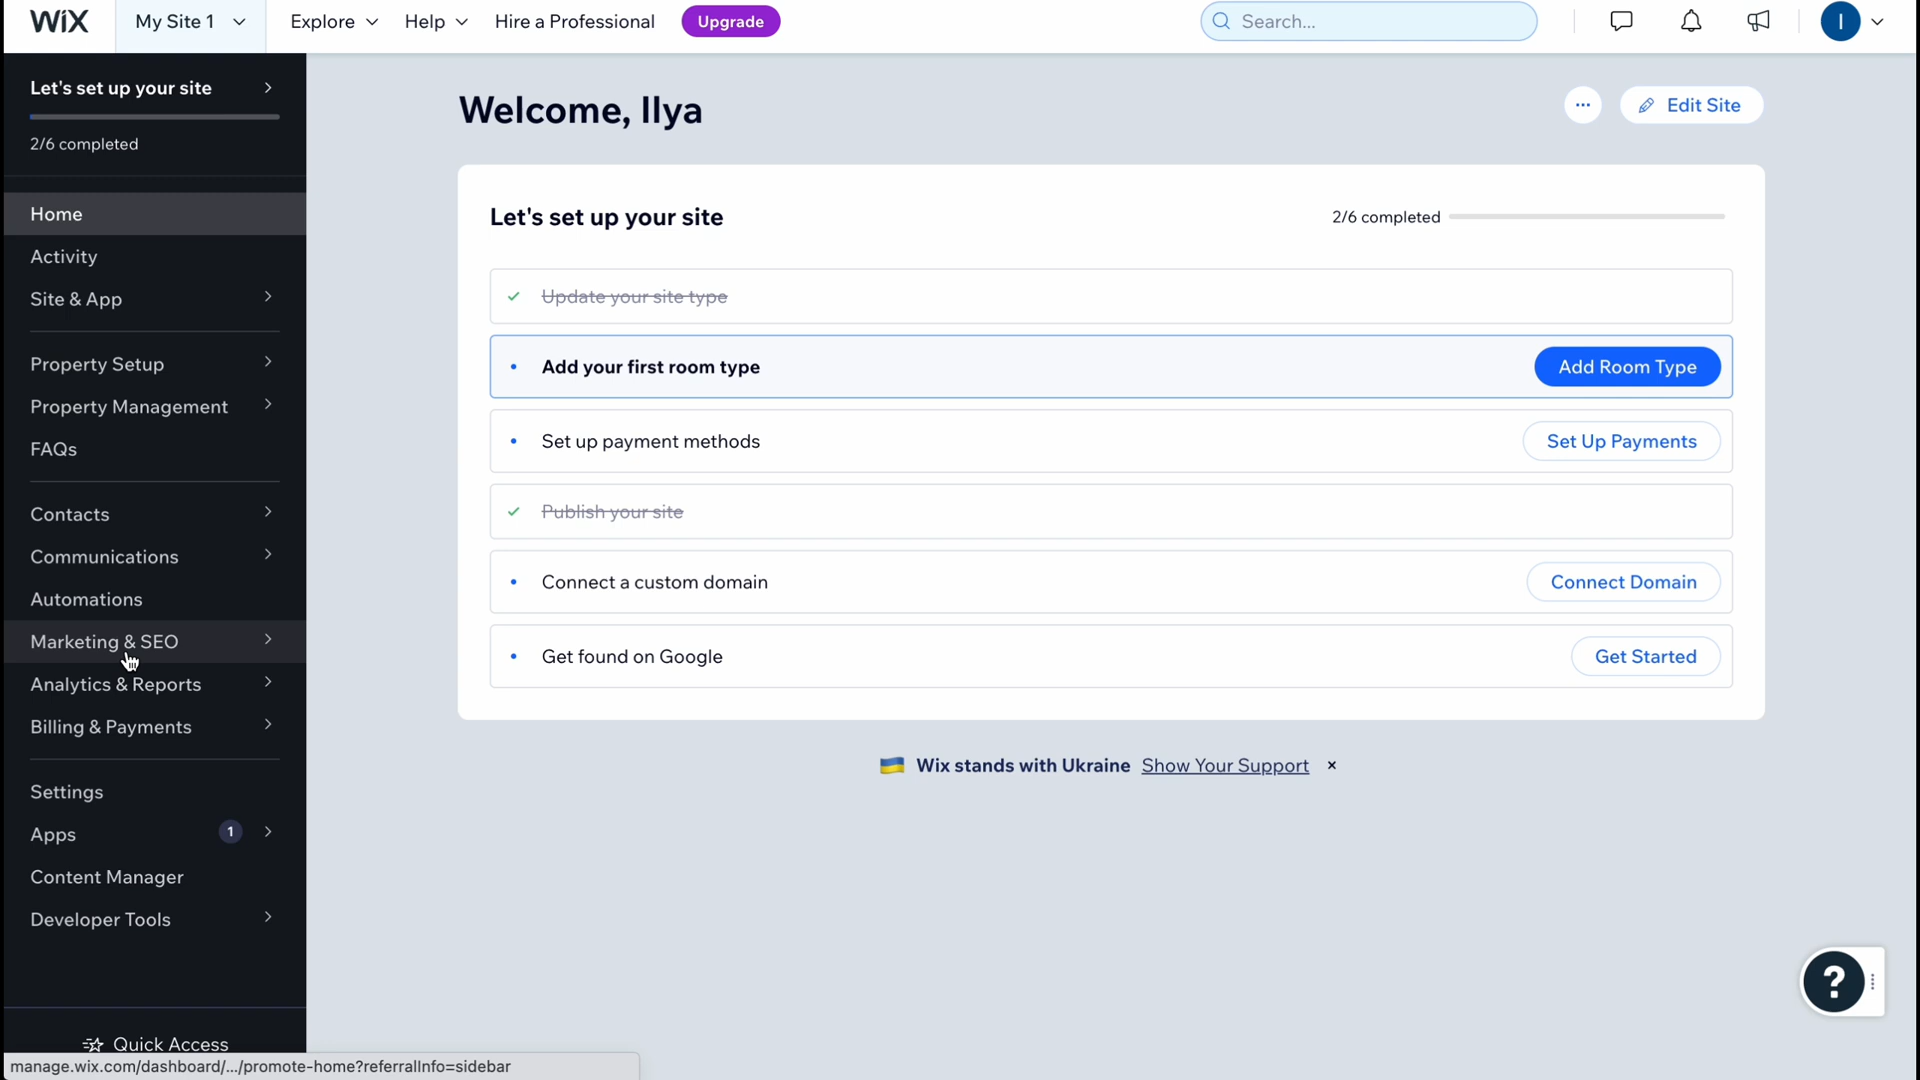 WIX My Site 1 Explore Help Hire a Professional Upgrade Search... I
Let's set up your site
2/6 completed
Home
Activity
Site & App
Property Setup
Property Management
FAQs
Contacts
Communications
Automations
Marketing & SEO
Analytics & Reports
Billing & Payments
Settings
Apps 1
Content Manager
Developer Tools
Quick Access
manage.wix.com/dashboard/.../promote-home?referralInfo=sidebar
Welcome, Ilya
... Edit Site
Let's set up your site 2/6 completed
Update your site type
Add your first room type Add Room Type
Set up payment methods Set Up Payments
Publish your site
Connect a custom domain Connect Domain
Get found on Google Get Started
Wix stands with Ukraine Show Your Support ×
?